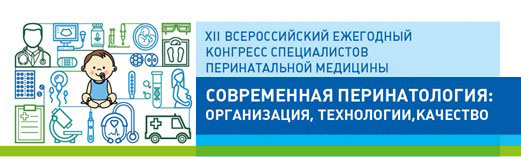 XII ВСЕРОССИЙСКИЙ ЕЖЕГОДНЫЙ
КОНГРЕСС СПЕЦИАЛИСТОВ
ПЕРИНАТАЛЬНОЙ МЕДИЦИНЫ
СОВРЕМЕННАЯ ПЕРИНАТОЛОГИЯ:
ОРГАНИЗАЦИЯ, ТЕХНОЛОГИИ,КАЧЕСТВО